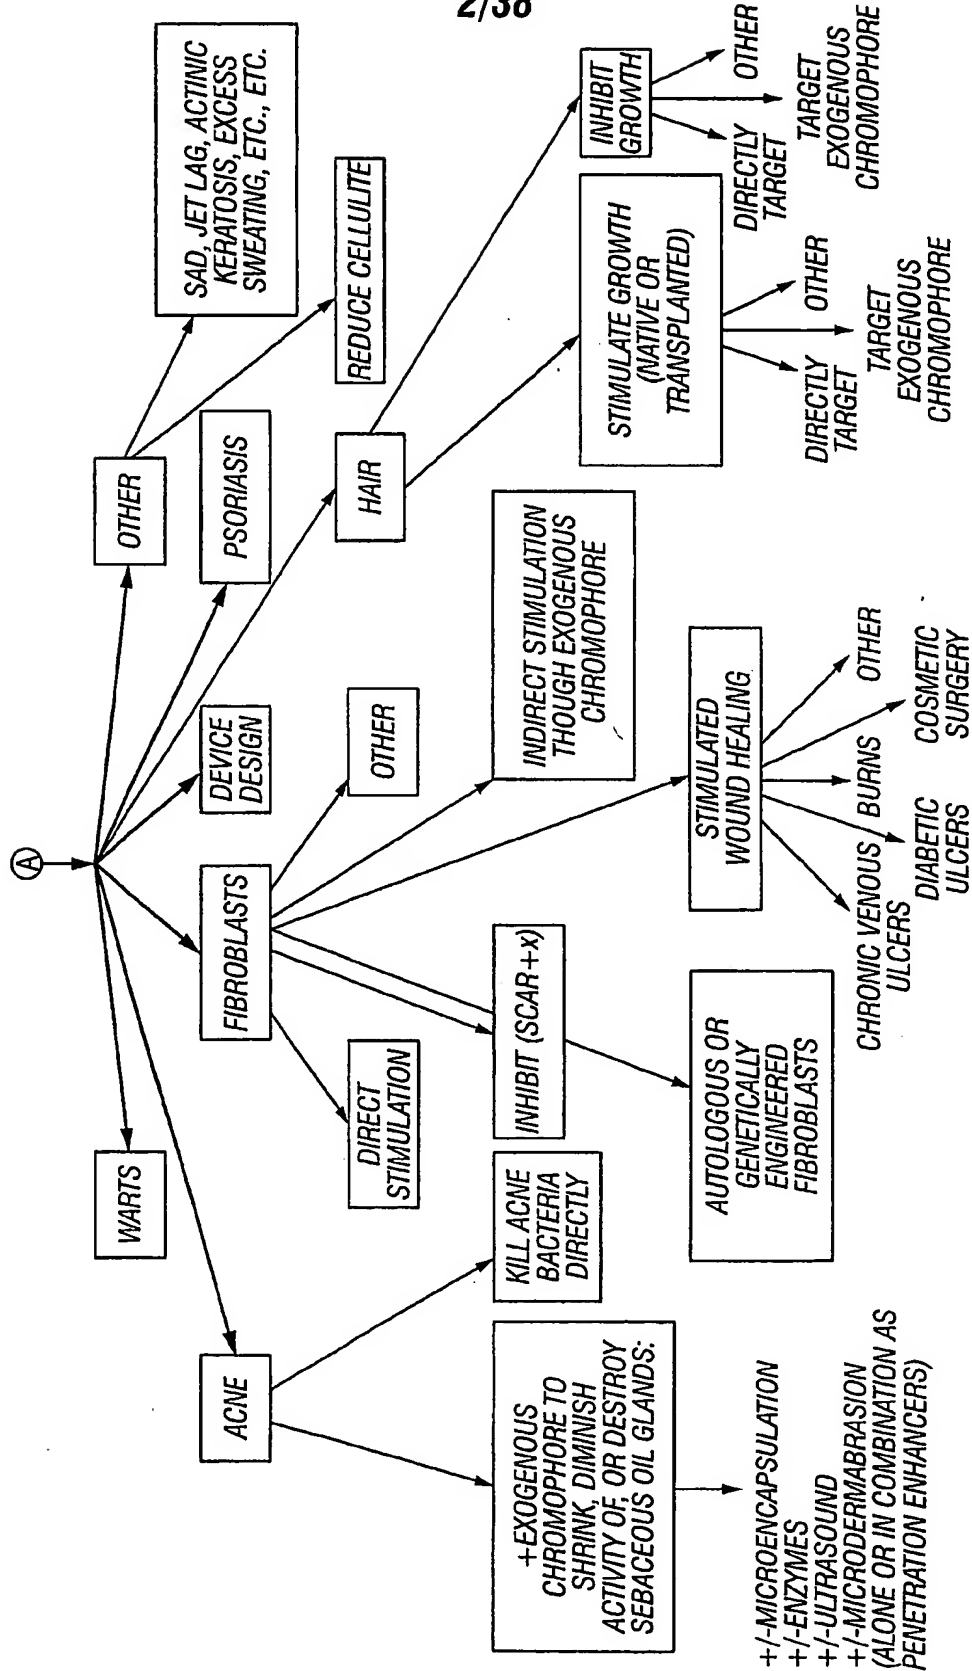 2/38
A
WARTS
OTHER
SAD, JET LAG, ACTINIC
KERATOSIS, EXCESS
SWEATING, ETC., ETC.
ACNE
FIBROBLASTS
DEVICE
DESIGN
PSORIASIS
REDUCE CELLULITE
DIRECT
STIMULATION
OTHER
HAIR
+EXOGENOUS
CHROMOPHORE TO
SHRINK, DIMINISH
ACTIVITY OF, OR DESTROY
SEBACEOUS OIL GLANDS:
KILL ACNE
BACTERIA
DIRECTLY
INHIBIT (SCAR+x)
INDIRECT STIMULATION
THOUGH EXOGENOUS
CHROMOPHORE
STIMULATE GROWTH
(NATIVE OR
TRANSPLANTED)
INHIBIT
GROWTH
AUTOLOGOUS OR
GENETICALLY
ENGINEERED
FIBROBLASTS
STIMULATED
WOUND HEALING
DIRECTLY
TARGET
TARGET
EXOGENOUS
CHROMOPHORE
OTHER
DIRECTLY
TARGET
TARGET
EXOGENOUS
CHROMOPHORE
OTHER
+/-MICROENCAPSULATION
+/-ENZYMES
+/-ULTRASOUND
+/-MICRODERMABRASION
(ALONE OR IN COMBINATION AS
PENETRATION ENHANCERS)
CHRONIC VENOUS
ULCERS
DIABETIC
ULCERS
BURNS
COSMETIC
SURGERY
OTHER